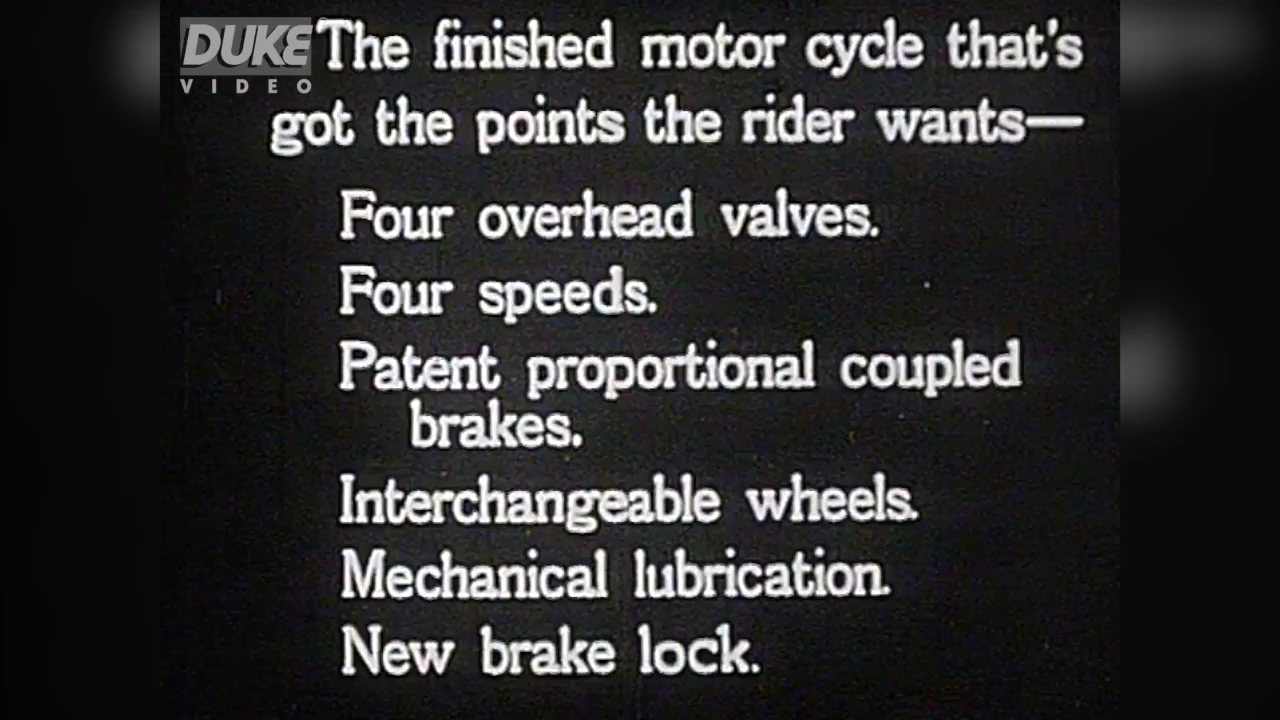 DUKE
VIDEO
The finished motor cycle that's
got the points the rider wants—
Four overhead valves.
Four speeds.
Patent proportional coupled
brakes.
Interchangeable wheels.
Mechanical lubrication.
New brake lock.